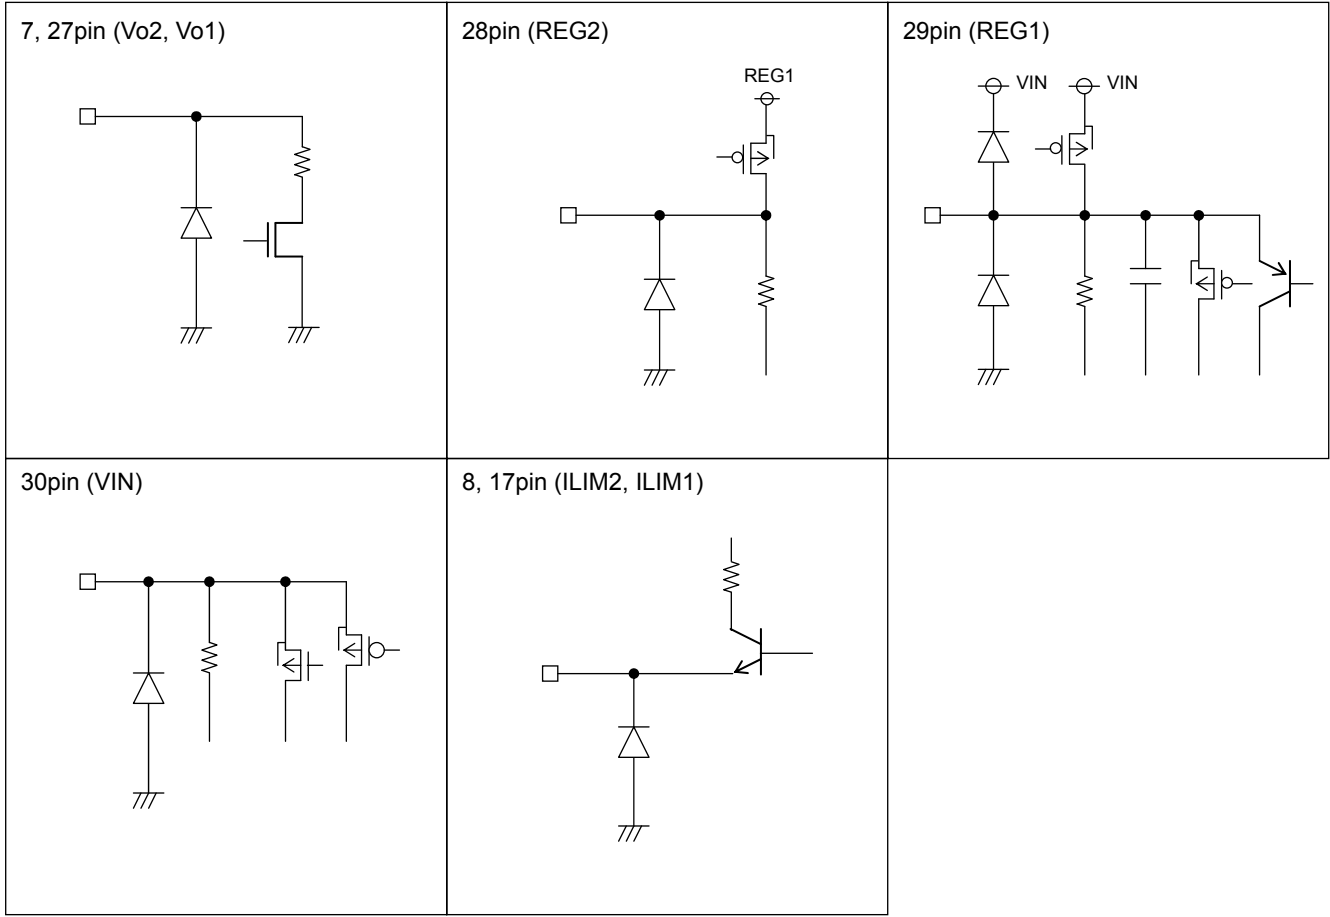 7, 27pin (Vo2, Vo1)
28pin (REG2)
REG1
29pin (REG1)
VIN
VIN
30pin (VIN)
8, 17pin (ILIM2, ILIM1)